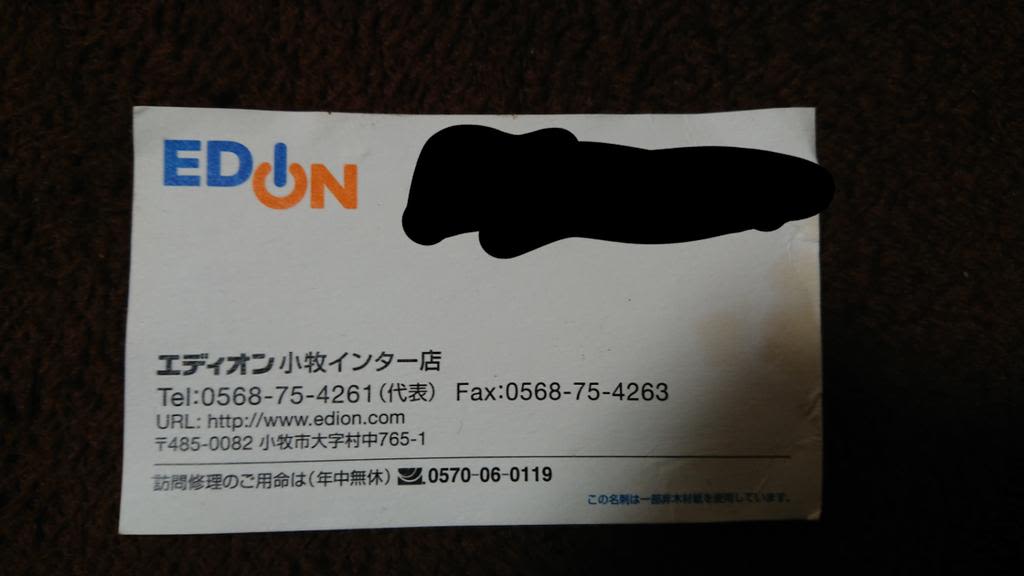 EDION
エディオン 小牧インター店
Tel:0568-75-4261(代表) Fax:0568-75-4263
URL: http://www.edion.com
〒485-0082 小牧市大字村中765-1
訪問修理のご用命は(年中無休) 0570-06-0119
この名刺は一部非木材紙を使用しています。